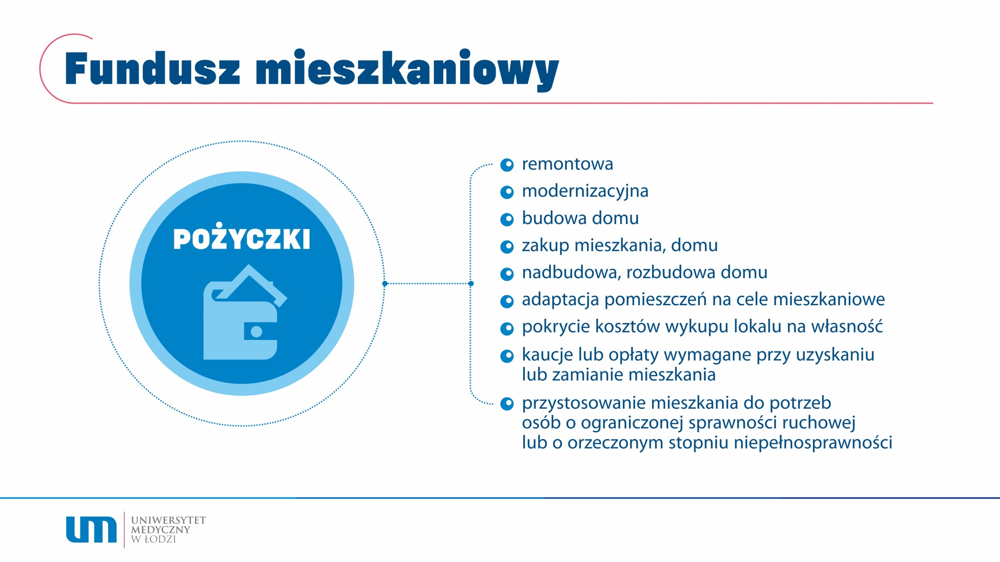 Fundusz mieszkaniowy
POŻYCZKI
remontowa
modernizacyjna
budowa domu
zakup mieszkania, domu
nadbudowa, rozbudowa domu
adaptacja pomieszczeń na cele mieszkaniowe
pokrycie kosztów wykupu lokalu na własność
kaucje lub opłaty wymagane przy uzyskaniu
lub zamianie mieszkania
przystosowanie mieszkania do potrzeb
osób o ograniczonej sprawności ruchowej
lub o orzeczonym stopniu niepełnosprawności
um
UNIWERSYTET
MEDYCZNY
W ŁODZI